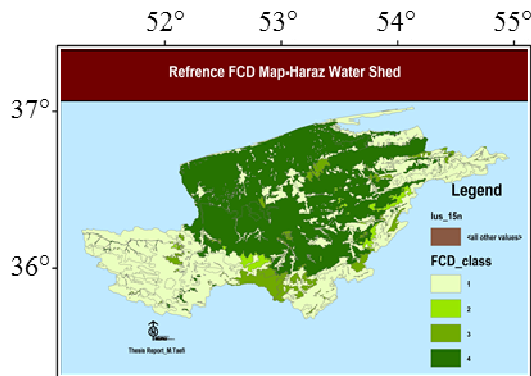 52° 53° 54° 55°
Refrence FCD Map-Haraz Water Shed
37°
36°
Legend
lus_15n
<all other values>
FCD_class
1
2
3
4
Thesis Report_M.Taefi